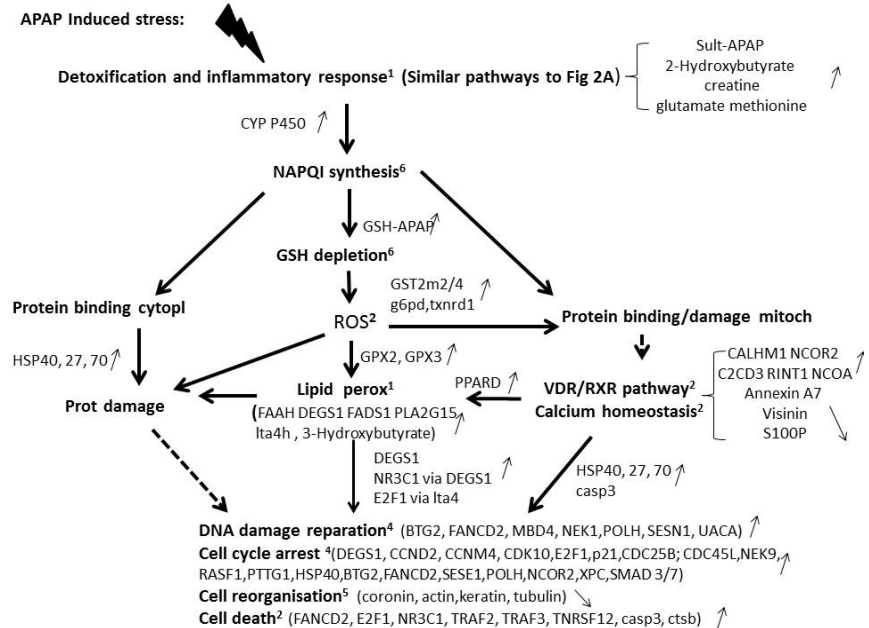 APAP Induced stress:
Sult-APAP
2-Hydroxybutyrate
creatine
glutamate methionine
Detoxification and inflammatory response¹ (Similar pathways to Fig 2A)
CYP P450
NAPQI synthesis⁶
GSH-APAP
GSH depletion⁶
GST2m2/4
g6pd,txnrd1
Protein binding cytopl
ROS²
Protein binding/damage mitoch
HSP40, 27, 70
GPX2, GPX3
CALHM1 NCOR2
C2CD3 RINT1 NCOA
Annexin A7
Visinin
S100P
Lipid perox¹
PPARD
VDR/RXR pathway²
Calcium homeostasis²
Prot damage
(FAAH DEGS1 FADS1 PLA2G15
lta4h , 3-Hydroxybutyrate)
DEGS1
NR3C1 via DEGS1
E2F1 via lta4
HSP40, 27, 70
casp3
DNA damage reparation⁴ (BTG2, FANCD2, MBD4, NEK1,POLH, SESN1, UACA)
Cell cycle arrest ⁴(DEGS1, CCND2, CCNM4, CDK10,E2F1,p21,CDC25B; CDC45L,NEK9,
RASF1,PTTG1,HSP40,BTG2,FANCD2,SESE1,POLH,NCOR2,XPC,SMAD 3/7)
Cell reorganisation⁵ (coronin, actin,keratin, tubulin)
Cell death² (FANCD2, E2F1, NR3C1, TRAF2, TRAF3, TNRSF12, casp3, ctsb)